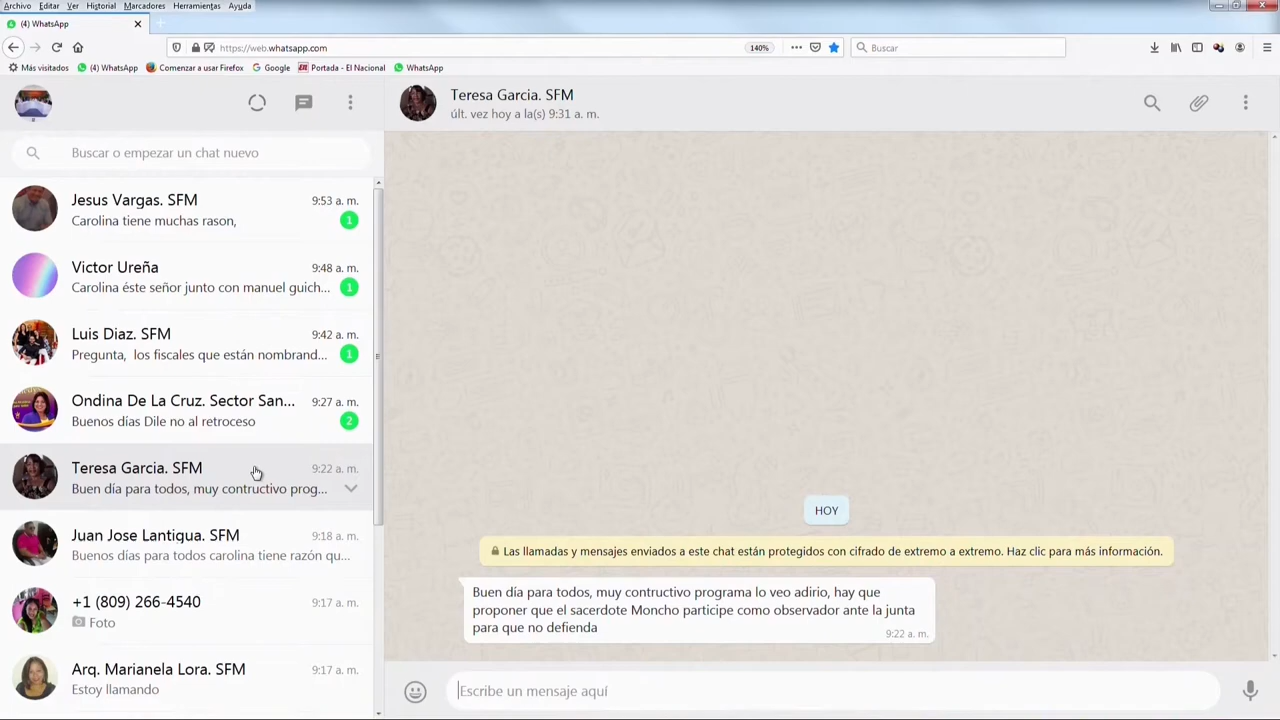 Archivo Editar Ver Historial Marcadores Herramientas Ayuda
(4) WhatsApp
https://web.whatsapp.com
140%
Buscar
Más visitados (4) WhatsApp Comenzar a usar Firefox Google Portada - El Nacional WhatsApp
Teresa Garcia. SFM
últ. vez hoy a la(s) 9:31 a. m.
Buscar o empezar un chat nuevo
Jesus Vargas. SFM 9:53 a. m.
Carolina tiene muchas rason, 1
Victor Ureña 9:48 a. m.
Carolina éste señor junto con manuel guich... 1
Luis Diaz. SFM 9:42 a. m.
Pregunta, los fiscales que están nombrand... 1
Ondina De La Cruz. Sector San... 9:27 a. m.
Buenos días Dile no al retroceso 2
Teresa Garcia. SFM 9:22 a. m.
Buen día para todos, muy contructivo prog...
Juan Jose Lantigua. SFM 9:18 a. m.
Buenos días para todos carolina tiene razón qu...
+1 (809) 266-4540 9:17 a. m.
Foto
Arq. Marianela Lora. SFM 9:17 a. m.
Estoy llamando
HOY
Las llamadas y mensajes enviados a este chat están protegidos con cifrado de extremo a extremo. Haz clic para más información.
Buen día para todos, muy contructivo programa lo veo adirio, hay que
proponer que el sacerdote Moncho participe como observador ante la junta
para que no defienda
9:22 a. m.
Escribe un mensaje aquí